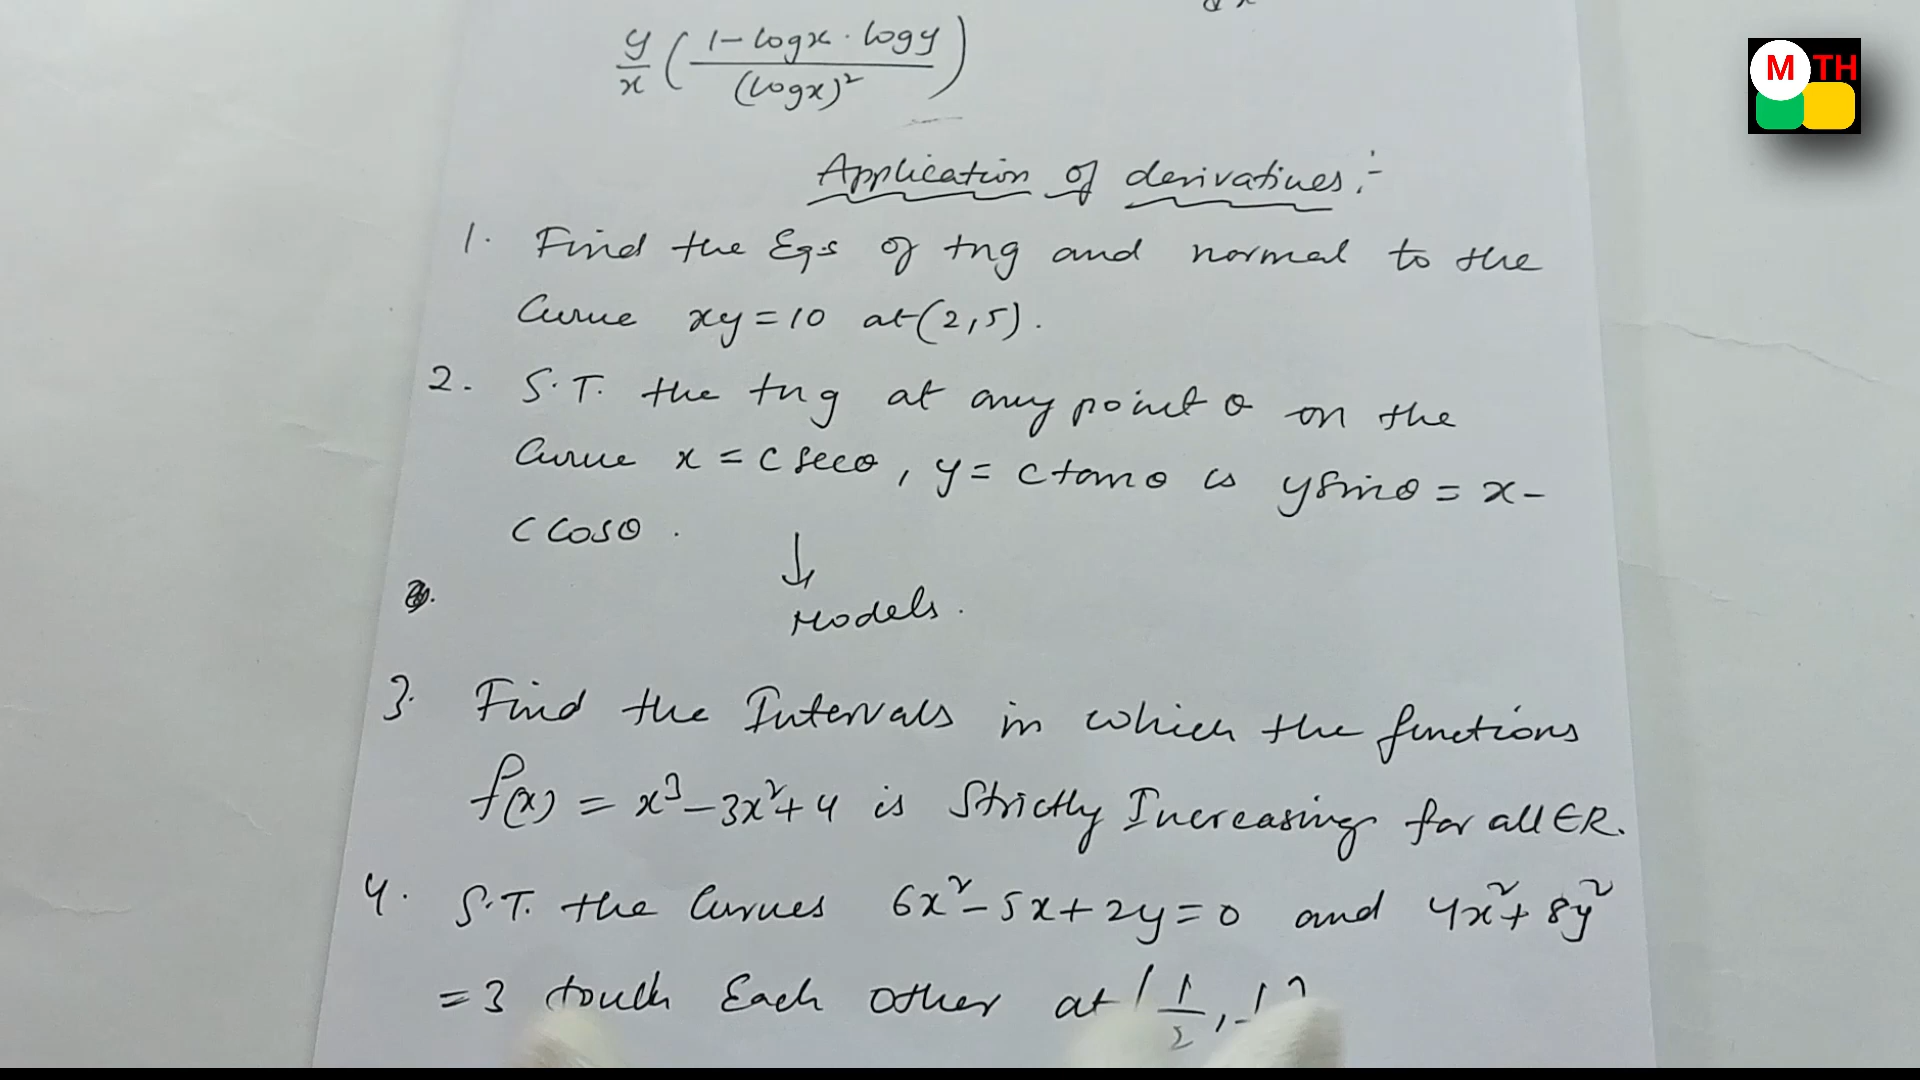 M TH
y/x ( 1 - logx . logy / (logx)² )
Application of derivatives :-
1. Find the Eqs of tng and normal to the
Curve xy = 10 at (2,5).
2. S.T. the tng at any point θ on the
Curve x = c secθ, y = c tanθ is y sinθ = x -
c cosθ.
↓
Models.
3. Find the Intervals in which the functions
f(x) = x³ - 3x² + 4 is Strictly Increasing for all ∈ R.
4. S.T. the Curves 6x² - 5x + 2y = 0 and 4x² + 8y²
= 3 touch Each Other at (1/2,